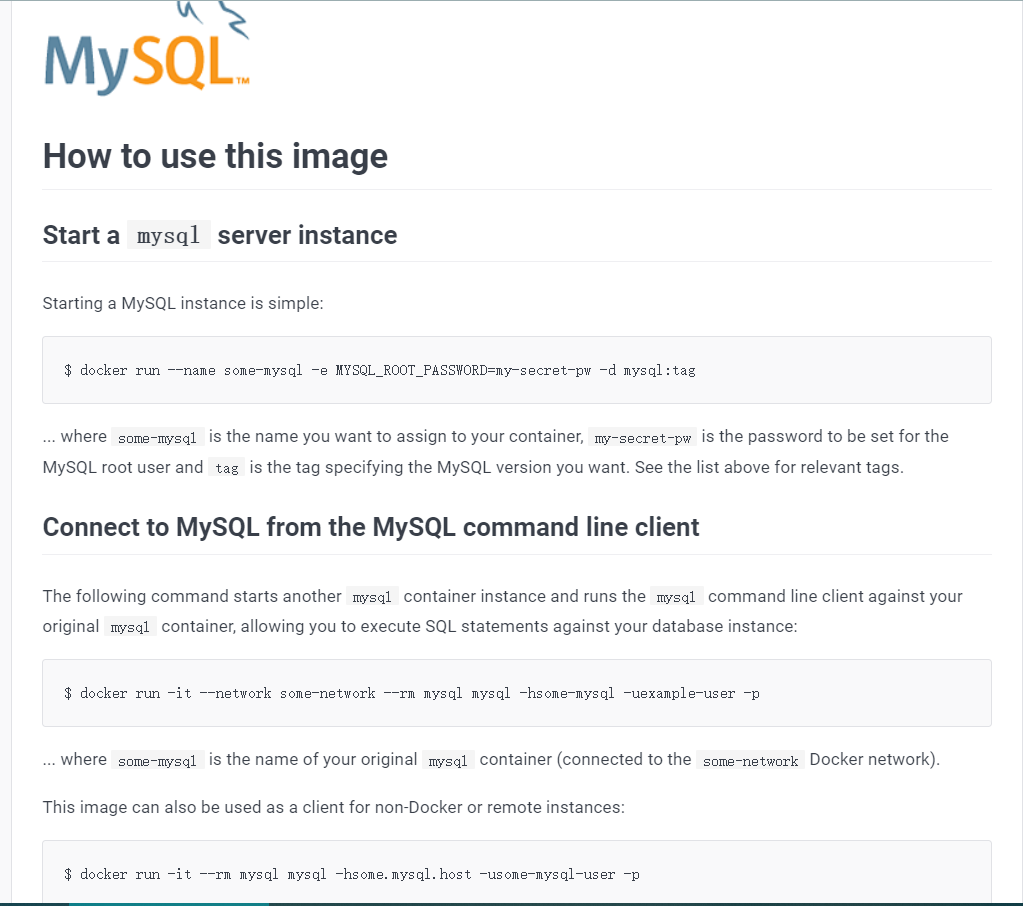 MySQL™
How to use this image
Start a mysql server instance
Starting a MySQL instance is simple:
$ docker run --name some-mysql -e MYSQL_ROOT_PASSWORD=my-secret-pw -d mysql:tag
... where some-mysql is the name you want to assign to your container, my-secret-pw is the password to be set for the
MySQL root user and tag is the tag specifying the MySQL version you want. See the list above for relevant tags.
Connect to MySQL from the MySQL command line client
The following command starts another mysql container instance and runs the mysql command line client against your
original mysql container, allowing you to execute SQL statements against your database instance:
$ docker run -it --network some-network --rm mysql mysql -hsome-mysql -uexample-user -p
... where some-mysql is the name of your original mysql container (connected to the some-network Docker network).
This image can also be used as a client for non-Docker or remote instances:
$ docker run -it --rm mysql mysql -hsome.mysql.host -usome-mysql-user -p